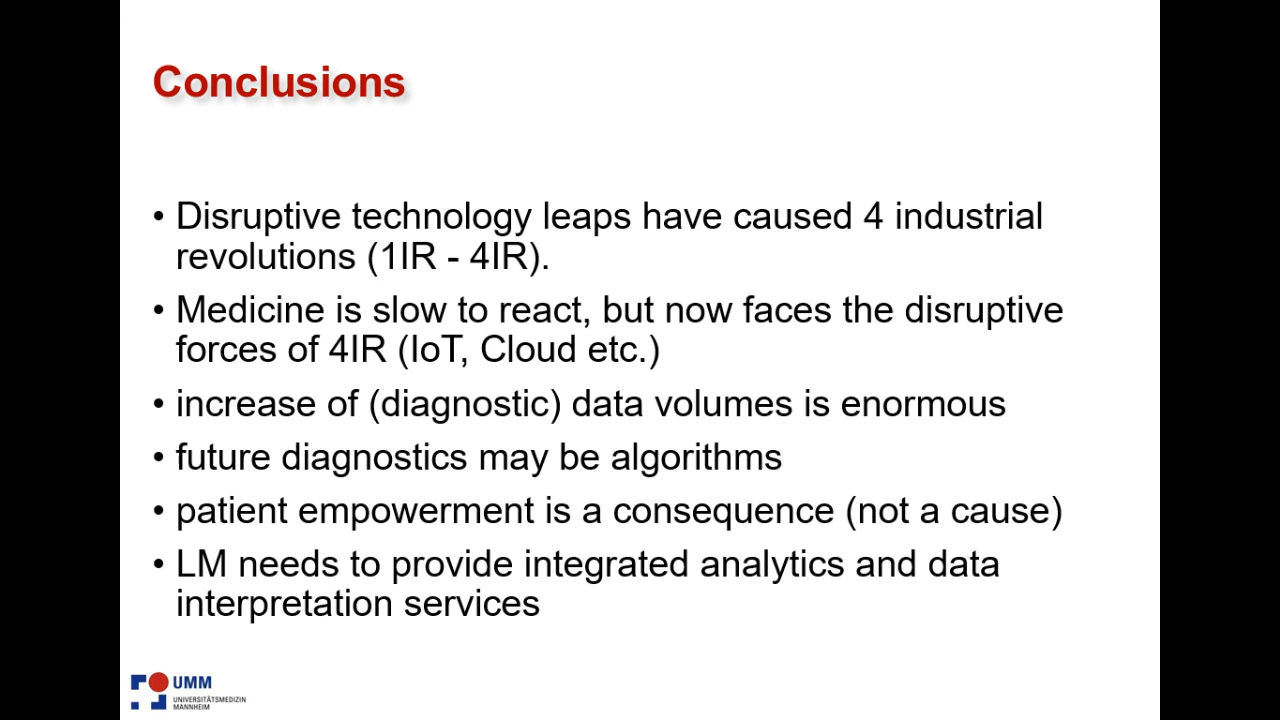 Conclusions
• Disruptive technology leaps have caused 4 industrial
revolutions (1IR - 4IR).
• Medicine is slow to react, but now faces the disruptive
forces of 4IR (IoT, Cloud etc.)
• increase of (diagnostic) data volumes is enormous
• future diagnostics may be algorithms
• patient empowerment is a consequence (not a cause)
• LM needs to provide integrated analytics and data
interpretation services
UMM
UNIVERSITÄTSMEDIZIN
MANNHEIM